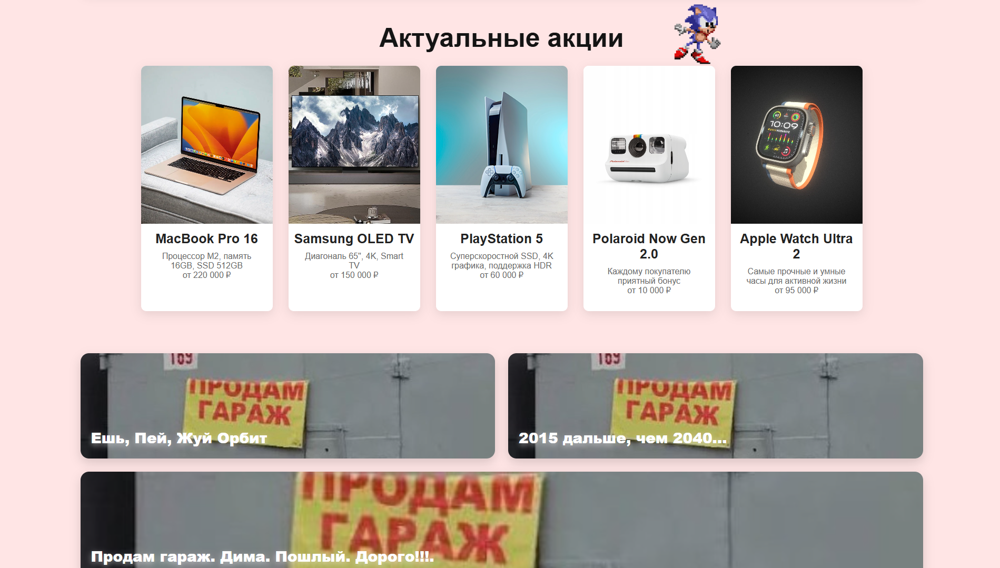 Актуальные акции
MacBook Pro 16
Процессор M2, память
16GB, SSD 512GB
от 220 000 ₽
Samsung OLED TV
Диагональ 65", 4K, Smart
TV
от 150 000 ₽
PlayStation 5
Суперскоростной SSD, 4K
графика, поддержка HDR
от 60 000 ₽
10:09
Polaroid Now Gen
2.0
Каждому покупателю
приятный бонус
от 10 000 ₽
Apple Watch Ultra
2
Самые прочные и умные
часы для активной жизни
от 95 000 ₽
169
ПРОДАМ
ГАРАЖ
Ешь, Пей, Жуй Орбит
169
ПРОДАМ
ГАРАЖ
2015 дальше, чем 2040...
ПРОДАМ
ГАРАЖ
Продам гараж. Дима. Пошлый. Дорого!!!.